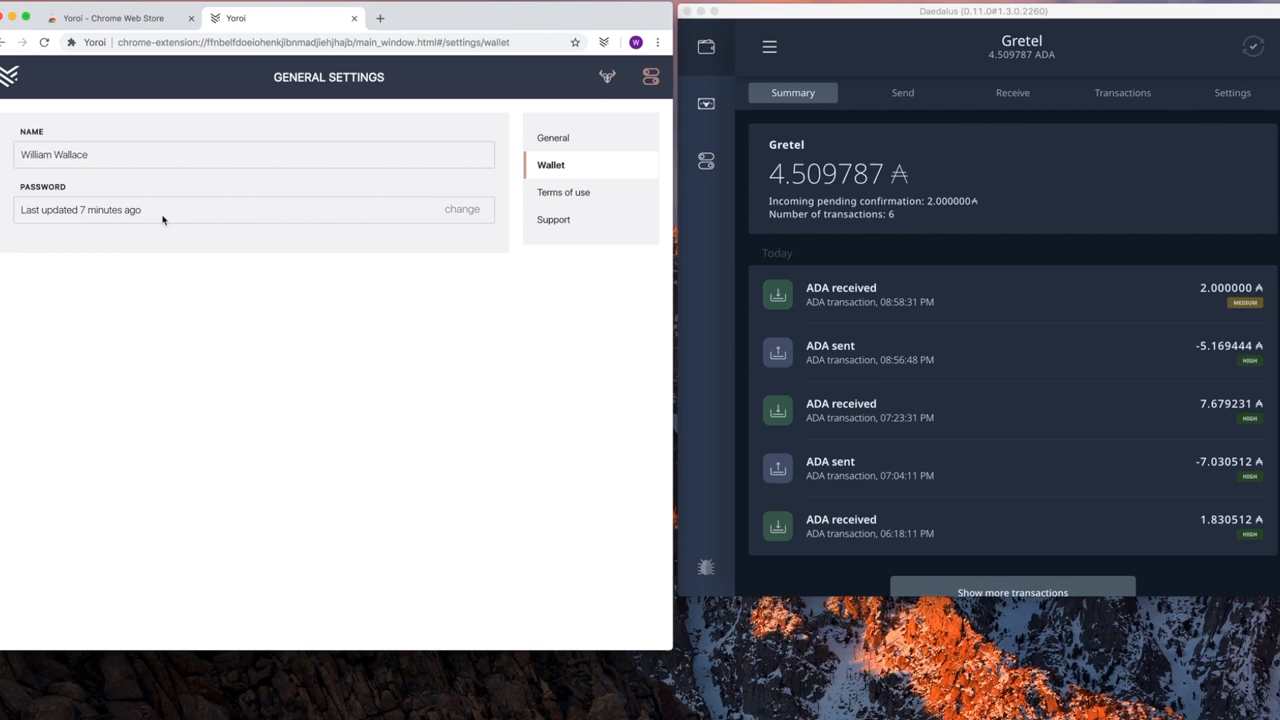 Yoroi - Chrome Web Store
Yoroi
Yoroi
chrome-extension://ffnbelfdoeiohenkjibnmadjiehjhajb/main_window.html#/settings/wallet
W
GENERAL SETTINGS
NAME
William Wallace
PASSWORD
Last updated 7 minutes ago
change
General
Wallet
Terms of use
Support
Daedalus (0.11.0#1.3.0.2260)
Gretel
4.509787 ADA
Summary
Send
Receive
Transactions
Settings
Gretel
4.509787 ₳
Incoming pending confirmation: 2.000000₳
Number of transactions: 6
Today
ADA received
2.000000 ₳
ADA transaction, 08:58:31 PM
MEDIUM
ADA sent
-5.169444 ₳
ADA transaction, 08:56:48 PM
HIGH
ADA received
7.679231 ₳
ADA transaction, 07:23:31 PM
HIGH
ADA sent
-7.030512 ₳
ADA transaction, 07:04:11 PM
HIGH
ADA received
1.830512 ₳
ADA transaction, 06:18:11 PM
HIGH
Show more transactions